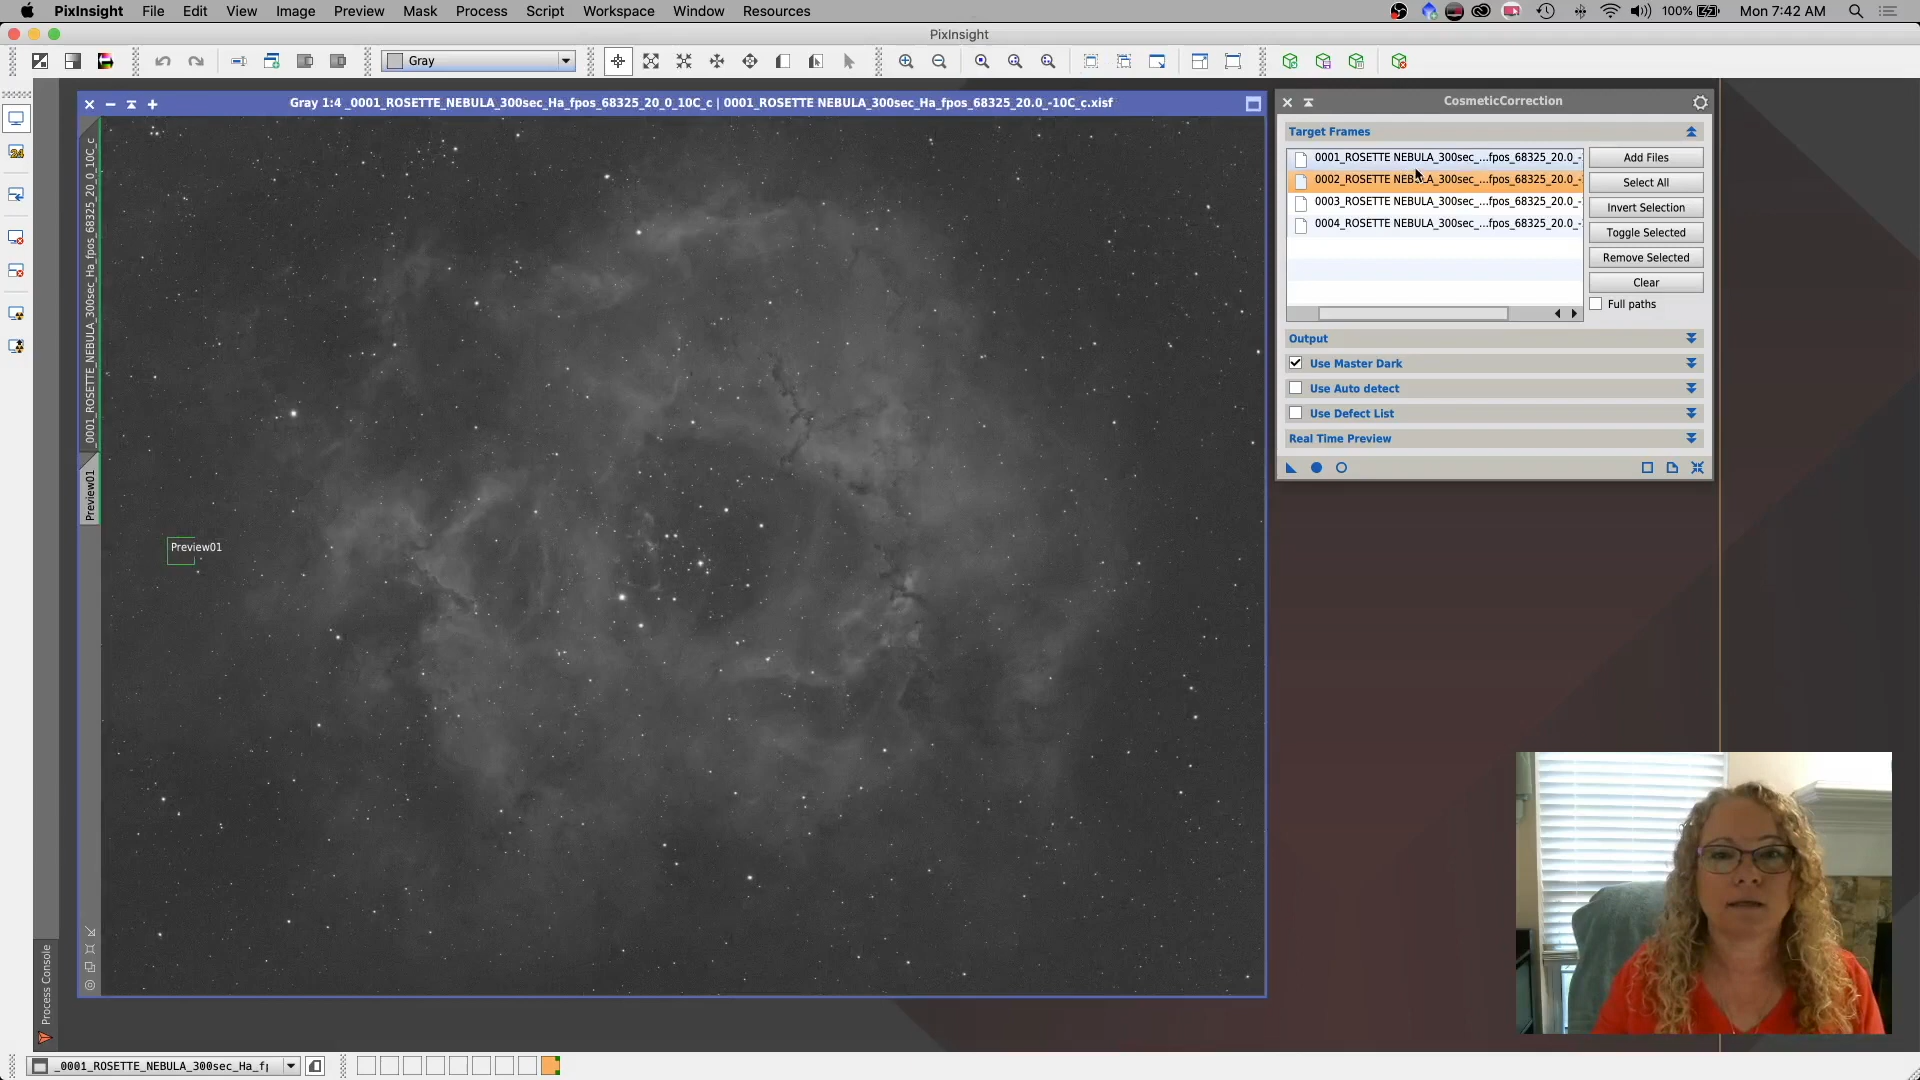 PixInsight File Edit View Image Preview Mask Process Script Workspace Window Resources 100% Mon 7:42 AM
PixInsight
Gray
Gray 1:4 _0001_ROSETTE_NEBULA_300sec_Ha_fpos_68325_20_0_10C_c | 0001_ROSETTE NEBULA_300sec_Ha_fpos_68325_20.0_-10C_c.xisf
_0001_ROSETTE_NEBULA_300sec_Ha_fpos_68325_20_0_10C_c
Preview01
Preview01
CosmeticCorrection
Target Frames
0001_ROSETTE NEBULA_300sec_...fpos_68325_20.0_-
0002_ROSETTE NEBULA_300sec_...fpos_68325_20.0_-
0003_ROSETTE NEBULA_300sec_...fpos_68325_20.0_-
0004_ROSETTE NEBULA_300sec_...fpos_68325_20.0_-
Add Files
Select All
Invert Selection
Toggle Selected
Remove Selected
Clear
Full paths
Output
Use Master Dark
Use Auto detect
Use Defect List
Real Time Preview
Process Console
_0001_ROSETTE_NEBULA_300sec_Ha_f